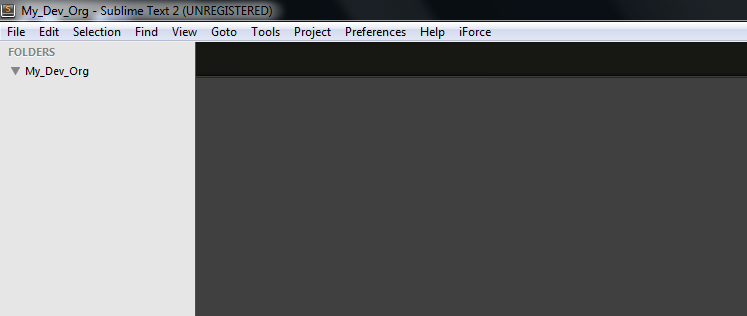 My_Dev_Org - Sublime Text 2 (UNREGISTERED)
File Edit Selection Find View Goto Tools Project Preferences Help iForce
FOLDERS
My_Dev_Org